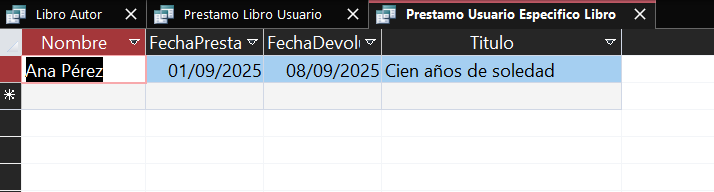 Libro Autor Prestamo Libro Usuario Prestamo Usuario Especifico Libro
Nombre FechaPresta FechaDevolu Titulo
Ana Pérez 01/09/2025 08/09/2025 Cien años de soledad